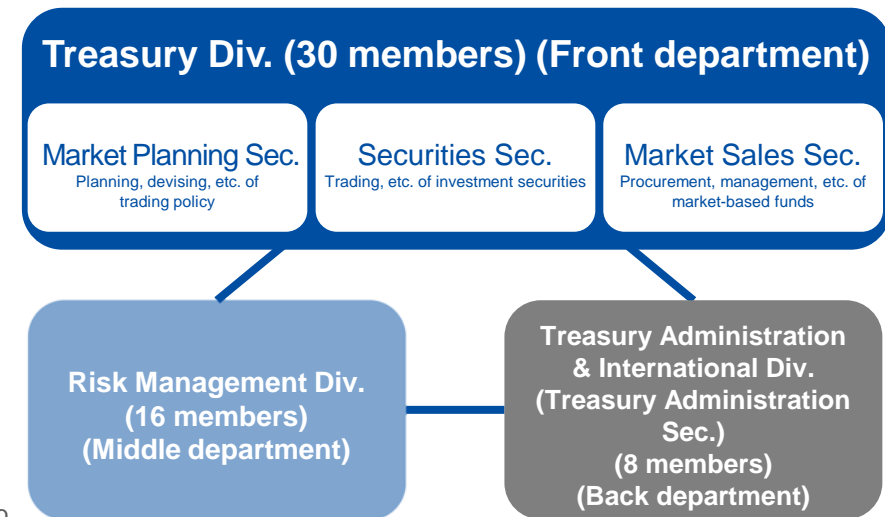 Treasury Div. (30 members) (Front department)
Market Planning Sec.
Planning, devising, etc. of
trading policy
Securities Sec.
Trading, etc. of investment securities
Market Sales Sec.
Procurement, management, etc. of
market-based funds
Risk Management Div.
(16 members)
(Middle department)
Treasury Administration
& International Div.
(Treasury Administration
Sec.)
(8 members)
(Back department)